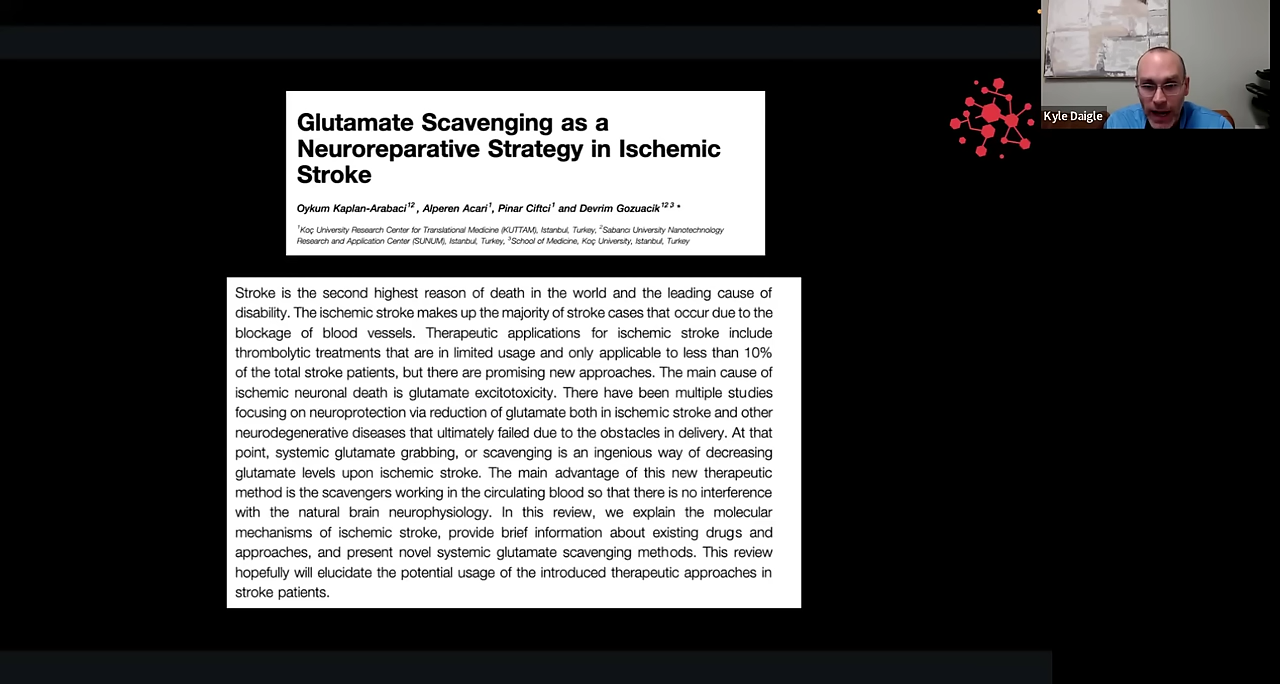 Glutamate Scavenging as a
Neuroreparative Strategy in Ischemic
Stroke
Oykum Kaplan-Arabaci¹², Alperen Acari¹, Pinar Ciftci¹ and Devrim Gozuacik¹²³*
¹Koç University Research Center for Translational Medicine (KUTTAM), Istanbul, Turkey, ²Sabancı University Nanotechnology
Research and Application Center (SUNUM), Istanbul, Turkey, ³School of Medicine, Koç University, Istanbul, Turkey
Kyle Daigle
Stroke is the second highest reason of death in the world and the leading cause of
disability. The ischemic stroke makes up the majority of stroke cases that occur due to the
blockage of blood vessels. Therapeutic applications for ischemic stroke include
thrombolytic treatments that are in limited usage and only applicable to less than 10%
of the total stroke patients, but there are promising new approaches. The main cause of
ischemic neuronal death is glutamate excitotoxicity. There have been multiple studies
focusing on neuroprotection via reduction of glutamate both in ischemic stroke and other
neurodegenerative diseases that ultimately failed due to the obstacles in delivery. At that
point, systemic glutamate grabbing, or scavenging is an ingenious way of decreasing
glutamate levels upon ischemic stroke. The main advantage of this new therapeutic
method is the scavengers working in the circulating blood so that there is no interference
with the natural brain neurophysiology. In this review, we explain the molecular
mechanisms of ischemic stroke, provide brief information about existing drugs and
approaches, and present novel systemic glutamate scavenging methods. This review
hopefully will elucidate the potential usage of the introduced therapeutic approaches in
stroke patients.